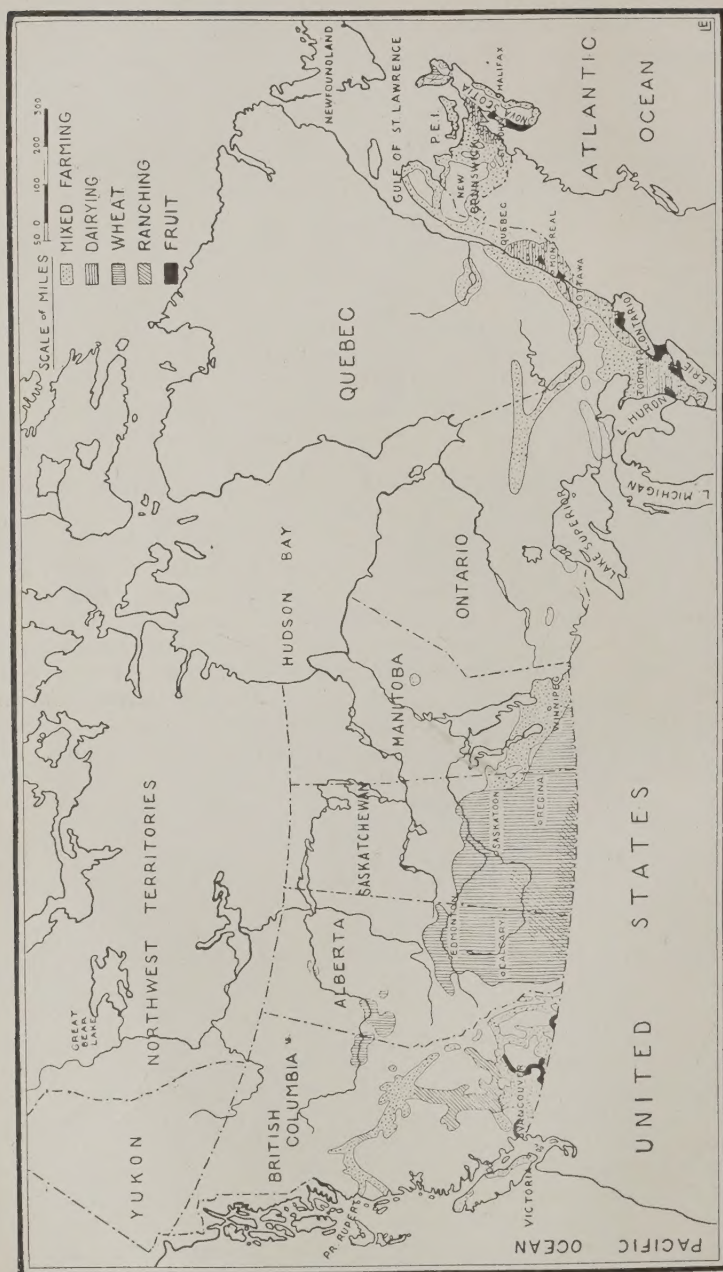 SCALE of MILES
50 0 100 200 300
MIXED FARMING
DAIRYING
WHEAT
RANCHING
FRUIT
YUKON
GREAT
BEAR
LAKE
NORTHWEST TERRITORIES
HUDSON BAY
QUEBEC
NEWFOUNDLAND
GULF OF ST LAWRENCE
P.E.I.
NEW
BRUNSWICK
NOVA
SCOTIA
HALIFAX
ATLANTIC
OCEAN
BRITISH
COLUMBIA
PR. RUPERT
ALBERTA
SASKATCHEWAN
MANITOBA
ONTARIO
QUEBEC
MONTREAL
OTTAWA
EDMONTON
CALGARY
SASKATOON
REGINA
WINNIPEG
LAKE SUPERIOR
L. MICHIGAN
L. HURON
TORONTO
ONTARIO
ERIE
VANCOUVER
VICTORIA
PACIFIC OCEAN
UNITED STATES